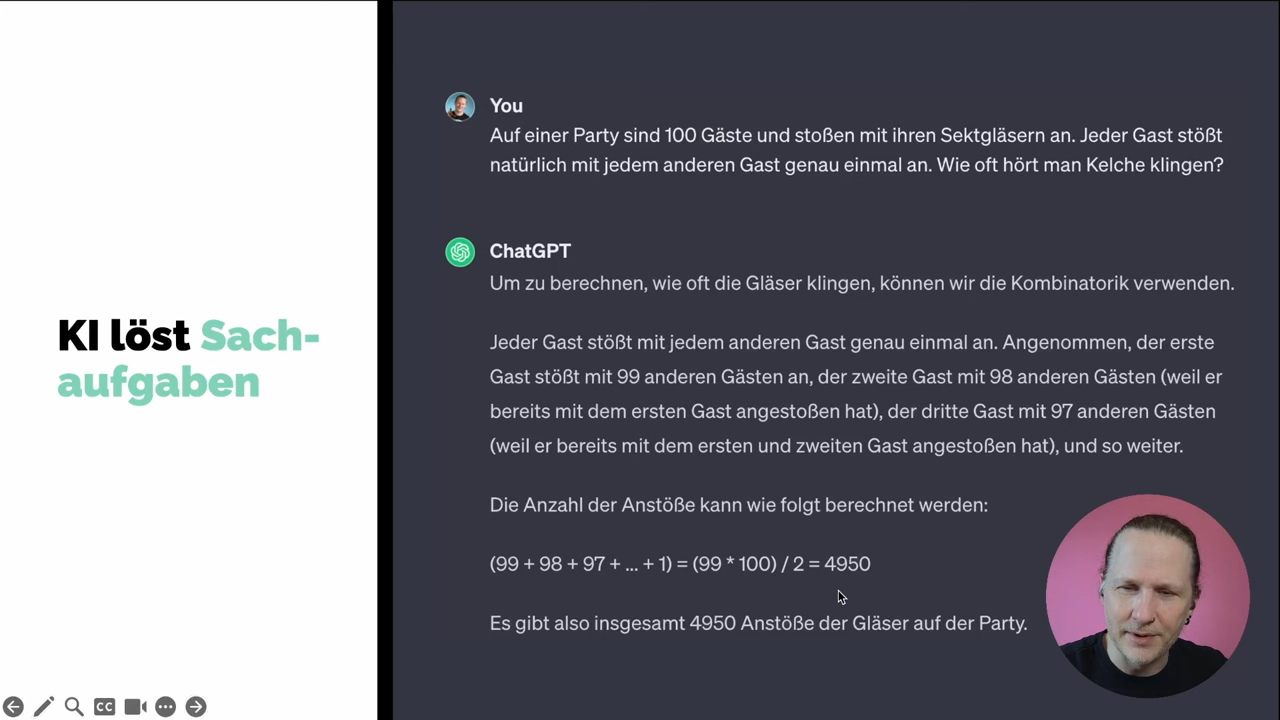 KI löst Sach-
aufgaben
You
Auf einer Party sind 100 Gäste und stoßen mit ihren Sektgläsern an. Jeder Gast stößt
natürlich mit jedem anderen Gast genau einmal an. Wie oft hört man Kelche klingen?
ChatGPT
Um zu berechnen, wie oft die Gläser klingen, können wir die Kombinatorik verwenden.
Jeder Gast stößt mit jedem anderen Gast genau einmal an. Angenommen, der erste
Gast stößt mit 99 anderen Gästen an, der zweite Gast mit 98 anderen Gästen (weil er
bereits mit dem ersten Gast angestoßen hat), der dritte Gast mit 97 anderen Gästen
(weil er bereits mit dem ersten und zweiten Gast angestoßen hat), und so weiter.
Die Anzahl der Anstöße kann wie folgt berechnet werden:
(99 + 98 + 97 + ... + 1) = (99 * 100) / 2 = 4950
Es gibt also insgesamt 4950 Anstöße der Gläser auf der Party.
CC